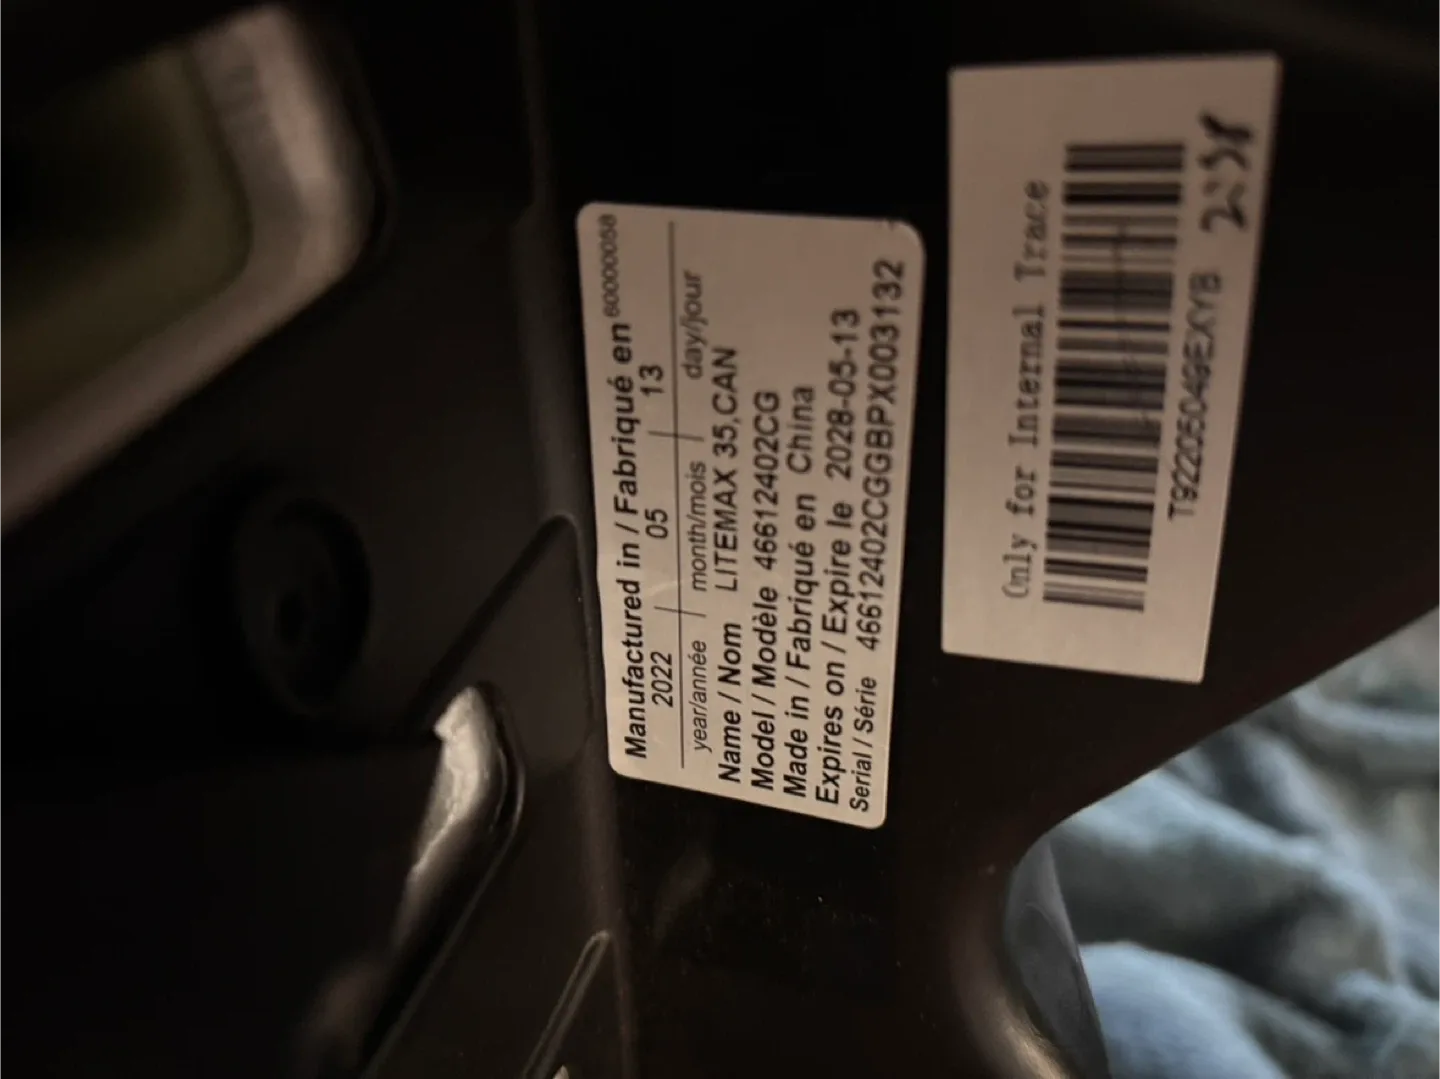 Manufactured in / Fabriqué en 60000058
2022 05 13
year/année month/mois day/jour
Name / Nom LITEMAX 35,CAN
Model / Modèle 46612402CG
Made in / Fabriqué en China
Expires on / Expire le 2028-05-13
Serial / Série 46612402CGGBPX003132
Only for Internal Trace
T92205049EXYB